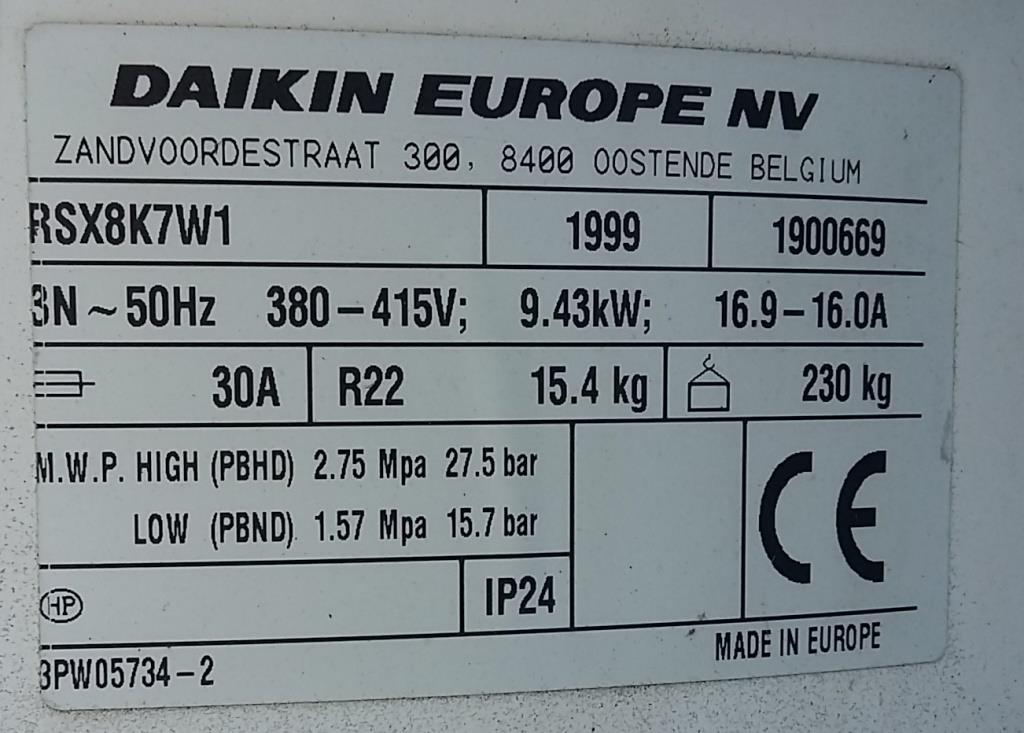 DAIKIN EUROPE NV
ZANDVOORDESTRAAT 300, 8400 OOSTENDE BELGIUM
RSX8K7W1 1999 1900669
3N ~ 50Hz 380-415V; 9.43kW; 16.9-16.0A
30A R22 15.4 kg 230 kg
M.W.P. HIGH (PBHD) 2.75 Mpa 27.5 bar
LOW (PBND) 1.57 Mpa 15.7 bar
CE
HP IP24
MADE IN EUROPE
3PW05734-2